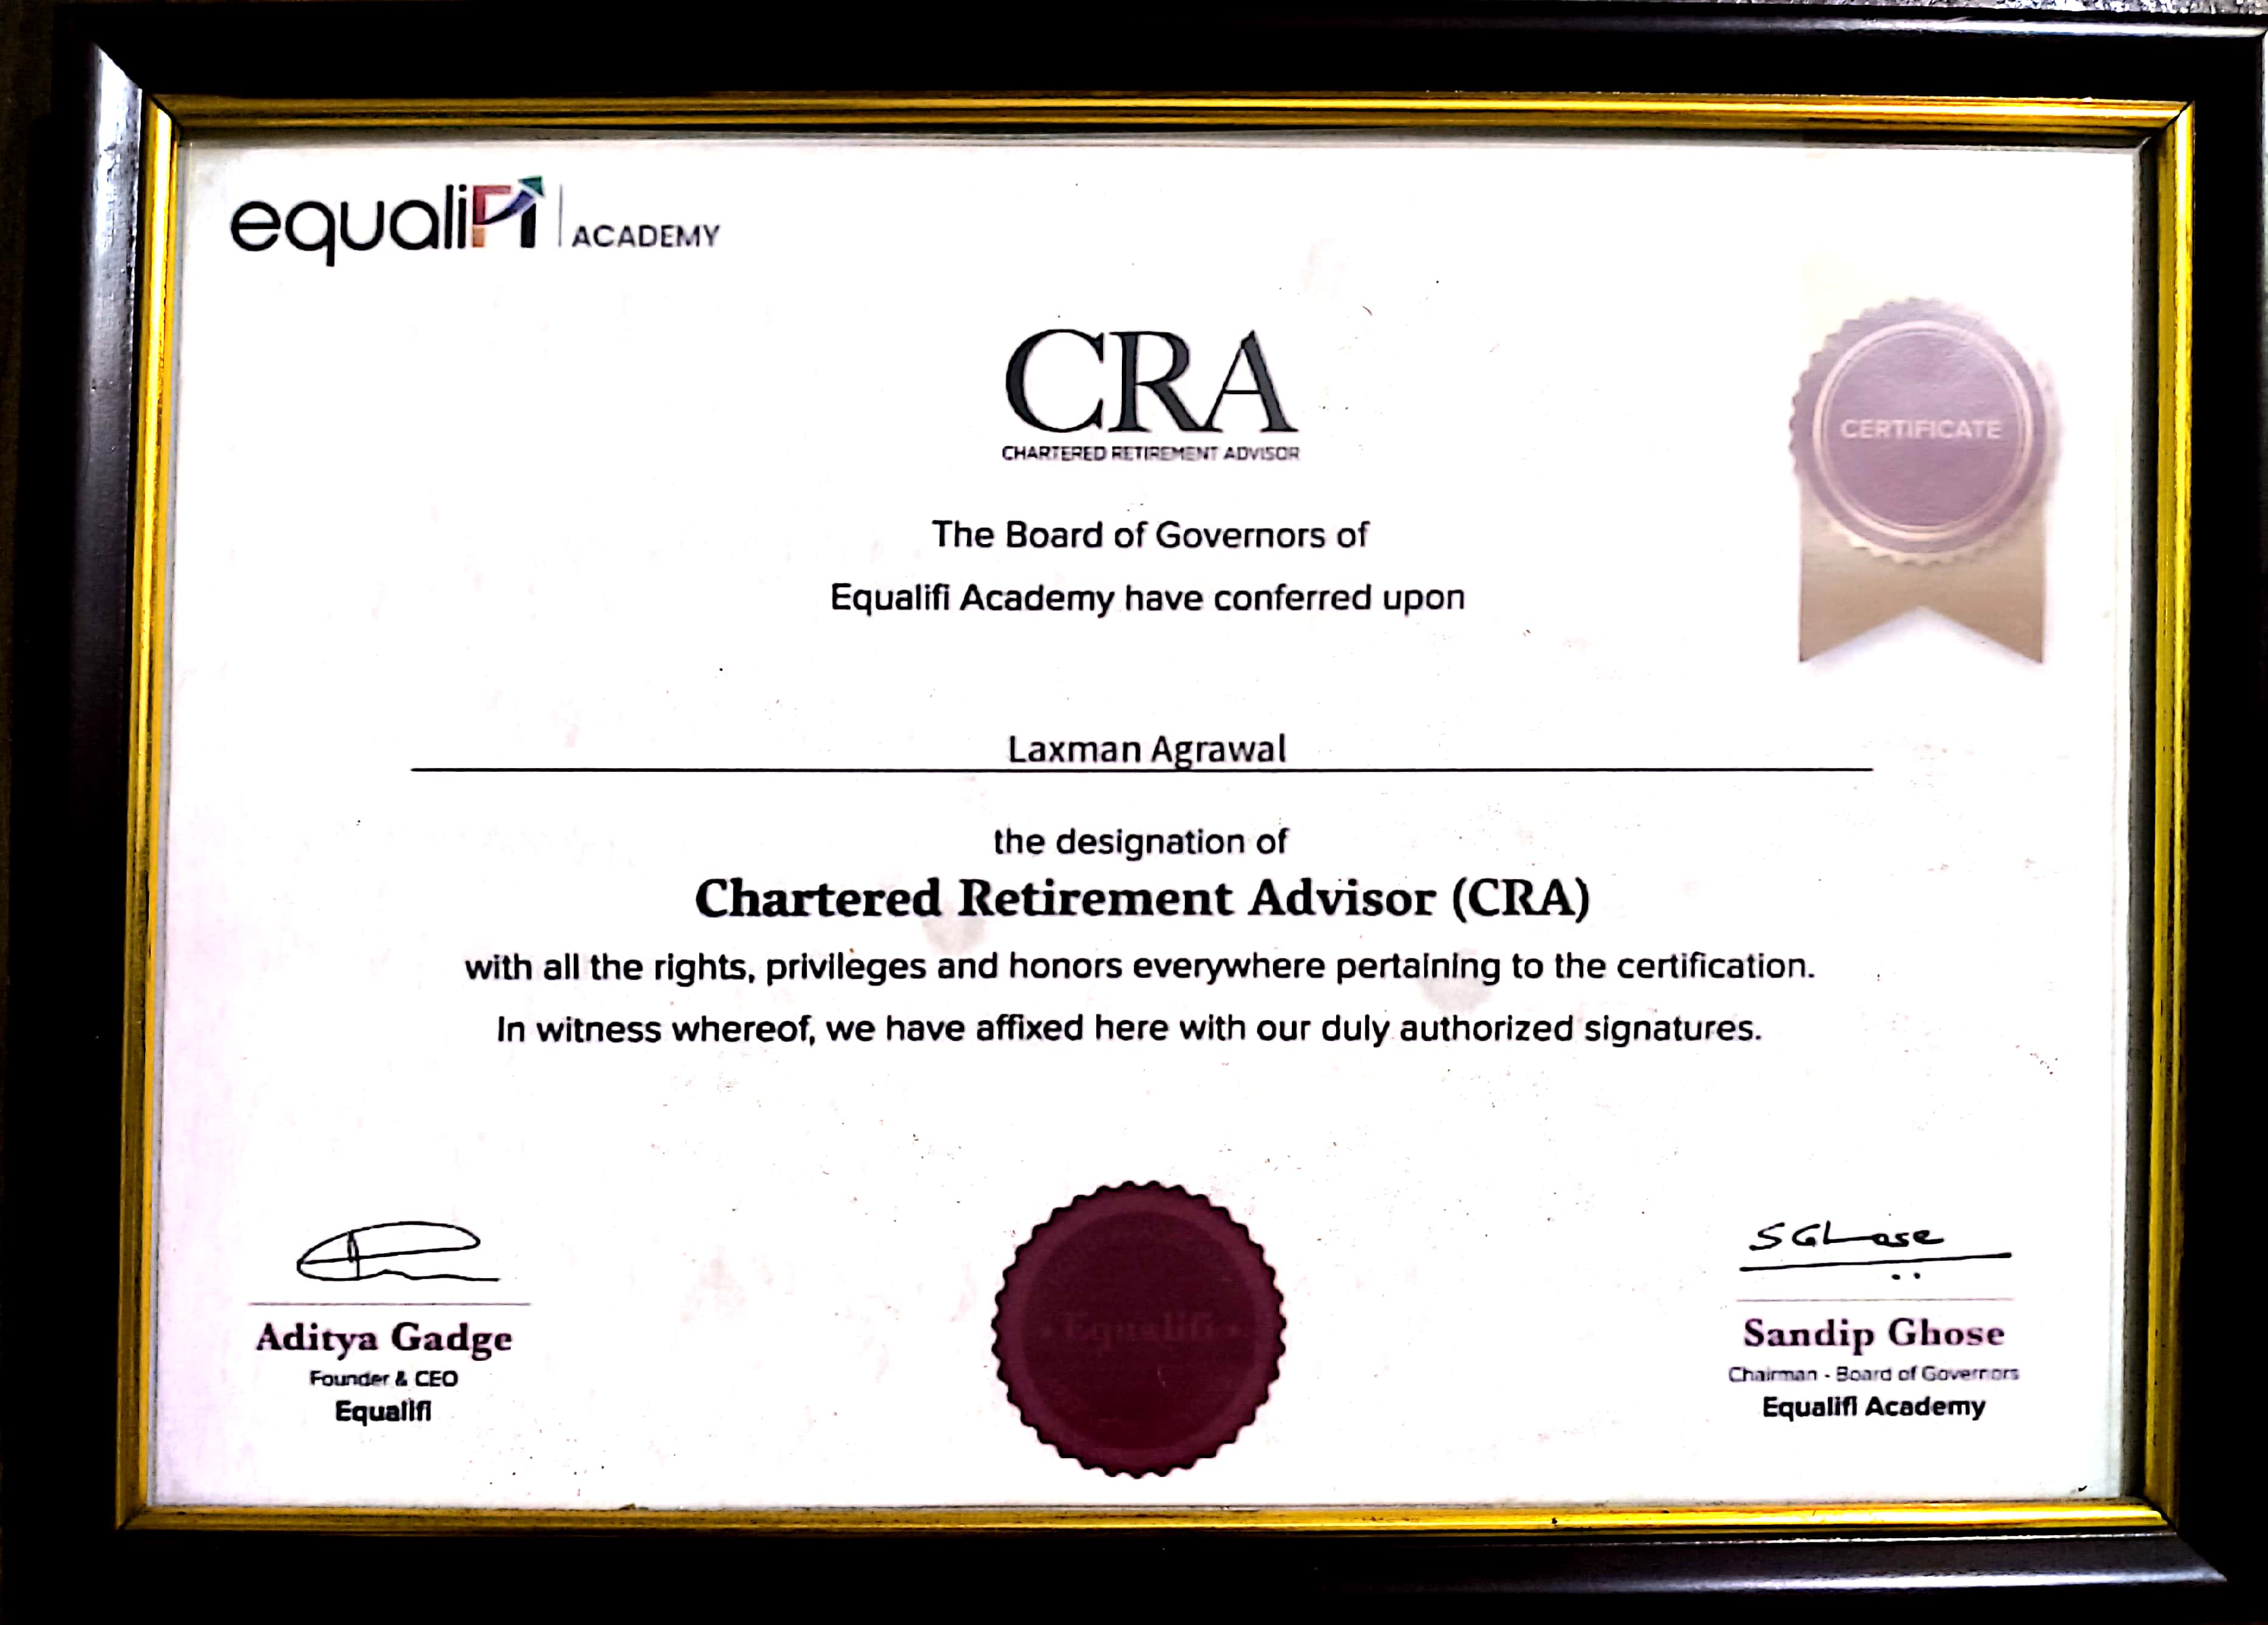 equalifi | ACADEMY
CRA
CHARTERED RETIREMENT ADVISOR
CERTIFICATE
The Board of Governors of
Equalifi Academy have conferred upon
Laxman Agrawal
the designation of
Chartered Retirement Advisor (CRA)
with all the rights, privileges and honors everywhere pertaining to the certification.
In witness whereof, we have affixed here with our duly authorized signatures.
SGhose
Aditya Gadge
Founder & CEO
Equalifi
• Equalifi •
Sandip Ghose
Chairman - Board of Governors
Equalifi Academy